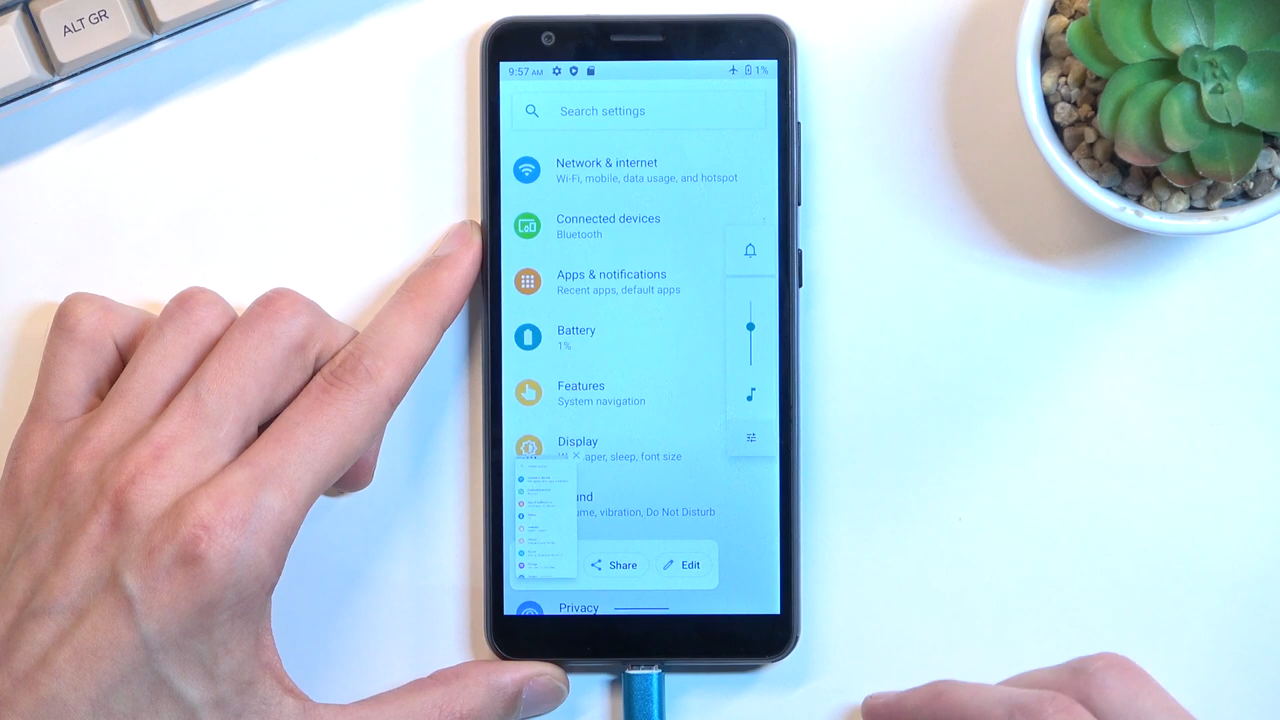 ALT GR
9:57 AM
1%
Search settings
Network & internet
Wi-Fi, mobile, data usage, and hotspot
Connected devices
Bluetooth
Apps & notifications
Recent apps, default apps
Battery
1%
Features
System navigation
Display
aper, sleep, font size
und
ume, vibration, Do Not Disturb
Share
Edit
Privacy